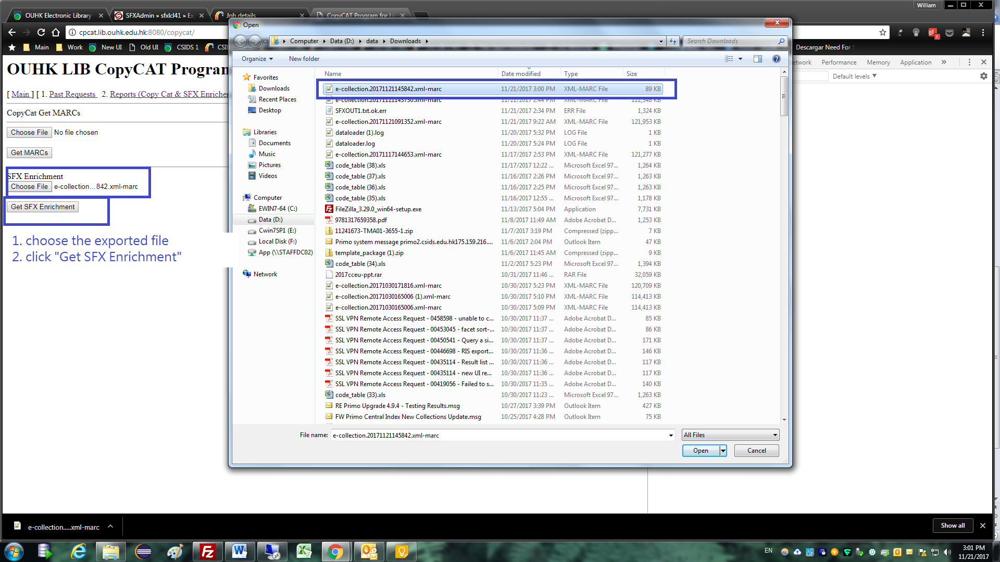 William
OUHK Electronic Library
SFXAdmin » sfxlcl41 » Ex
Job details
CopyCAT Program for Li
cpcat.lib.ouhk.edu.hk:8080/copycat/
Main
Work
New UI
Old UI
CSIDS 1
Descargar Need For
OUHK LIB CopyCAT Program
[ Main ] [ 1. Past Requests 2. Reports (Copy Cat & SFX Enricher
CopyCat Get MARCs
Choose File No file chosen
Get MARCs
SFX Enrichment
Choose File e-collection...842.xml-marc
Get SFX Enrichment
1. choose the exported file
2. click "Get SFX Enrichment"
Open
Computer Data (D:) data Downloads
Search Downloads
Organize New folder
Favorites
Downloads
Recent Places
Desktop
Libraries
Documents
Music
Pictures
Videos
Computer
EWIN7-64 (C:)
Data (D:)
Cwin7SP1 (E:)
Local Disk (F:)
App (\\STAFFDC02)
Network
Name Date modified Type Size
e-collection.20171121145842.xml-marc 11/21/2017 3:00 PM XML-MARC File 89 KB
e-collection.20171121143730.xml-marc 11/21/2017 2:44 PM XML-MARC File 122,348 KB
SFXOUT1.txt.ok.err 11/21/2017 2:34 PM ERR File 1,324 KB
e-collection.20171121091352.xml-marc 11/21/2017 9:22 AM XML-MARC File 121,953 KB
dataloader (1).log 11/20/2017 5:32 PM LOG File 1 KB
dataloader.log 11/20/2017 5:24 PM LOG File 1 KB
e-collection.20171117144653.xml-marc 11/17/2017 2:53 PM XML-MARC File 121,277 KB
code_table (38).xls 11/17/2017 12:22 ... Microsoft Excel 97... 1,264 KB
code_table (37).xls 11/16/2017 2:26 PM Microsoft Excel 97... 1,263 KB
code_table (36).xls 11/16/2017 2:25 PM Microsoft Excel 97... 1,263 KB
code_table (35).xls 11/16/2017 12:55 ... Microsoft Excel 97... 1,178 KB
FileZilla_3.29.0_win64-setup.exe 11/13/2017 5:04 PM Application 7,731 KB
9781317659358.pdf 11/8/2017 11:49 AM Adobe Acrobat D... 1,253 KB
11241673-TMA01-3655-1.zip 11/7/2017 3:19 PM Compressed (zipp... 7 KB
Primo system message primo2.csids.edu.hk175.159.216.... 11/6/2017 2:04 PM Outlook Item 47 KB
template_package (1).zip 11/6/2017 11:45 AM Compressed (zipp... 9 KB
code_table (34).xls 11/2/2017 5:23 PM Microsoft Excel 97... 1,394 KB
2017cceu-ppt.rar 10/31/2017 11:46 ... RAR File 32,059 KB
e-collection.20171030171816.xml-marc 10/30/2017 5:23 PM XML-MARC File 120,709 KB
e-collection.20171030165006 (1).xml-marc 10/30/2017 5:10 PM XML-MARC File 114,413 KB
e-collection.20171030165006.xml-marc 10/30/2017 5:09 PM XML-MARC File 114,413 KB
SSL VPN Remote Access Request - 0458598 - unable to c... 10/30/2017 11:37 ... Adobe Acrobat D... 85 KB
SSL VPN Remote Access Request - 00453045 - facet sort-... 10/30/2017 11:37 ... Adobe Acrobat D... 86 KB
SSL VPN Remote Access Request - 00450541 - Query a si... 10/30/2017 11:37 ... Adobe Acrobat D... 171 KB
SSL VPN Remote Access Request - 00446698 - RIS export... 10/30/2017 11:36 ... Adobe Acrobat D... 146 KB
SSL VPN Remote Access Request - 00435114 - Result list ... 10/30/2017 11:36 ... Adobe Acrobat D... 117 KB
SSL VPN Remote Access Request - 00435114 - new UI re... 10/30/2017 11:36 ... Adobe Acrobat D... 117 KB
SSL VPN Remote Access Request - 00419056 - Failed to s... 10/30/2017 11:35 ... Adobe Acrobat D... 140 KB
code_table (33).xls 10/30/2017 11:23 ... Microsoft Excel 97... 1,263 KB
RE Primo Upgrade 4.9.4 - Testing Results.msg 10/27/2017 3:39 PM Outlook Item 427 KB
FW Primo Central Index New Collections Update.msg 10/25/2017 4:28 PM Outlook Item 75 KB
File name: e-collection.20171121145842.xml-marc All Files
Open Cancel
etwork Performance Memory Application »
Default levels
e-collection.....xml-marc
Show all
EN
3:01 PM
11/21/2017